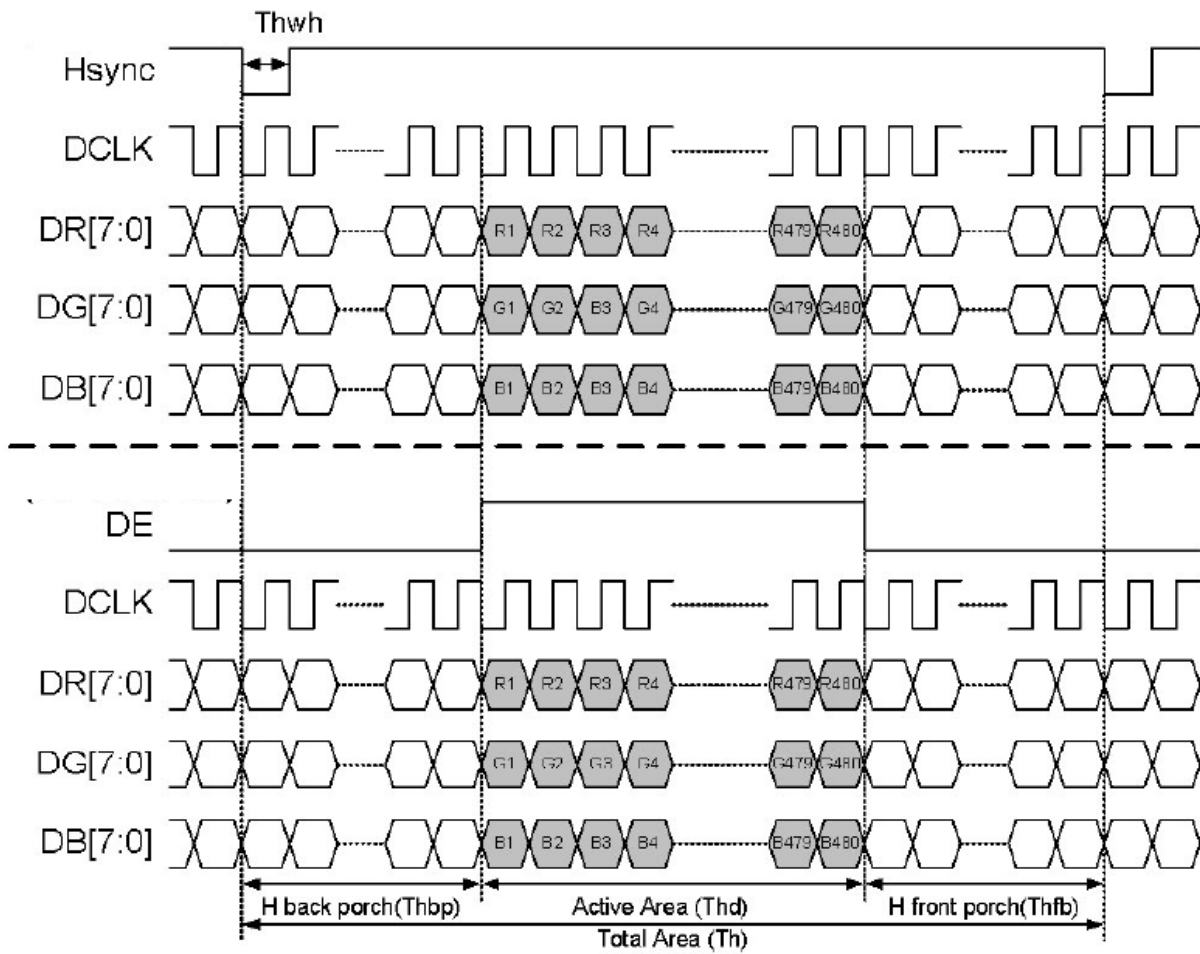 Thwh
Hsync
DCLK
DR[7:0] R1 R2 R3 R4 R479 R480
DG[7:0] G1 G2 B3 G4 G479 G480
DB[7:0] B1 B2 B3 B4 B479 B480
DE
DCLK
DR[7:0] R1 R2 R3 R4 R479 R480
DG[7:0] G1 G2 G3 G4 G479 G480
DB[7:0] B1 B2 B3 B4 B479 B480
H back porch(Thbp) Active Area (Thd) H front porch(Thfb)
Total Area (Th)